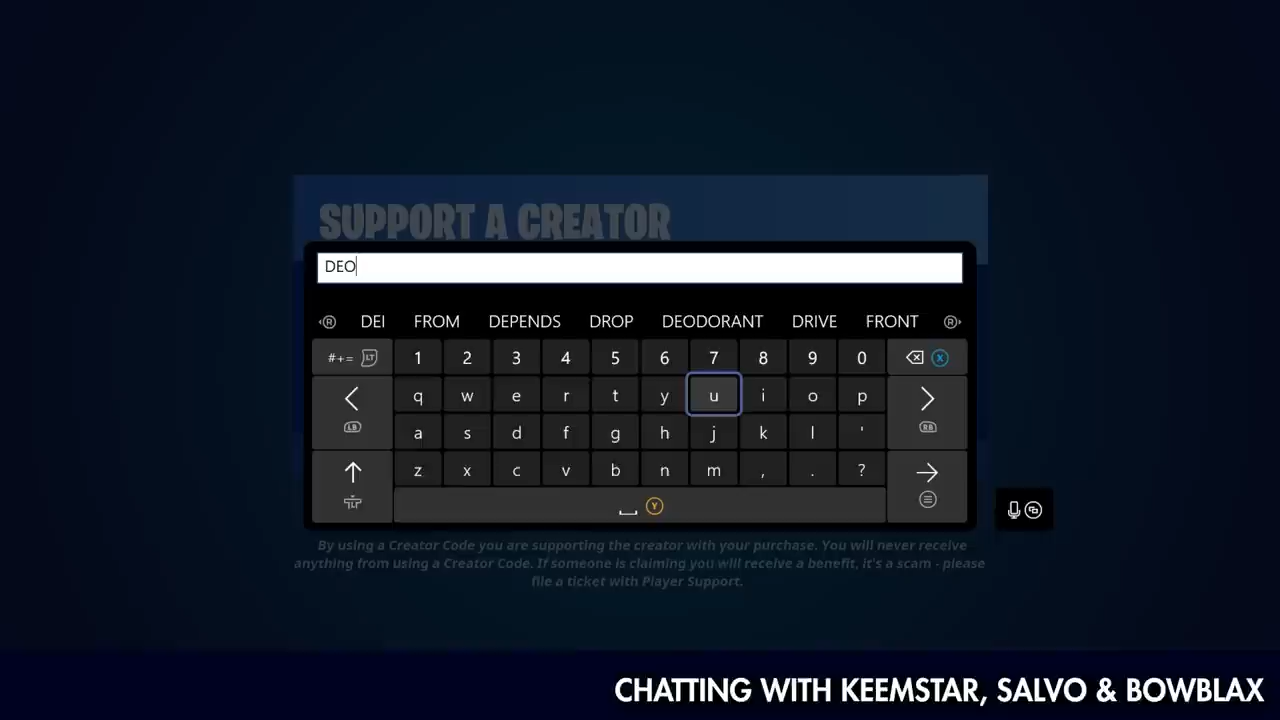 SUPPORT A CREATOR
DEO
R DEI FROM DEPENDS DROP DEODORANT DRIVE FRONT R
#+= LT 1 2 3 4 5 6 7 8 9 0 X
q w e r t y u i o p
LB a s d f g h j k l ' RB
z x c v b n m , . ?
Y
By using a Creator Code you are supporting the creator with your purchase. You will never receive
anything from using a Creator Code. If someone is claiming you will receive a benefit, it's a scam - please
file a ticket with Player Support.
CHATTING WITH KEEMSTAR, SALVO & BOWBLAX